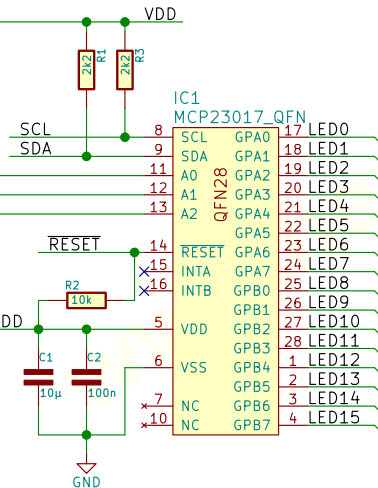 VDD
2k2
R1
2k2
R3
IC1
MCP23017_QFN
SCL 8 SCL GPA0 17 LED0
SDA 9 SDA GPA1 18 LED1
11 A0 GPA2 19 LED2
12 A1 GPA3 20 LED3
13 A2 GPA4 21 LED4
QFN28
GPA5 22 LED5
RESET 14 RESET GPA6 23 LED6
15 INTA GPA7 24 LED7
16 INTB GPB0 25 LED8
R2
10k
GPB1 26 LED9
DD 5 VDD GPB2 27 LED10
GPB3 28 LED11
C1 C2
6 VSS GPB4 1 LED12
10µ 100n
GPB5 2 LED13
7 NC GPB6 3 LED14
10 NC GPB7 4 LED15
GND